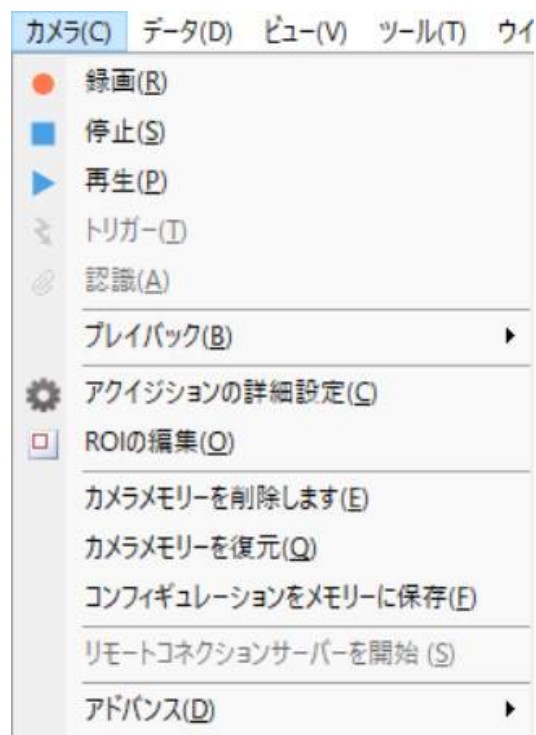 カメラ(C) データ(D) ビュー(V) ツール(T) ウイ
録画(R)
停止(S)
再生(P)
トリガー(T)
認識(A)
プレイバック(B)
アクイジションの詳細設定(C)
ROIの編集(O)
カメラメモリーを削除します(E)
カメラメモリーを復元(Q)
コンフィギュレーションをメモリーに保存(F)
リモートコネクションサーバーを開始 (S)
アドバンス(D)